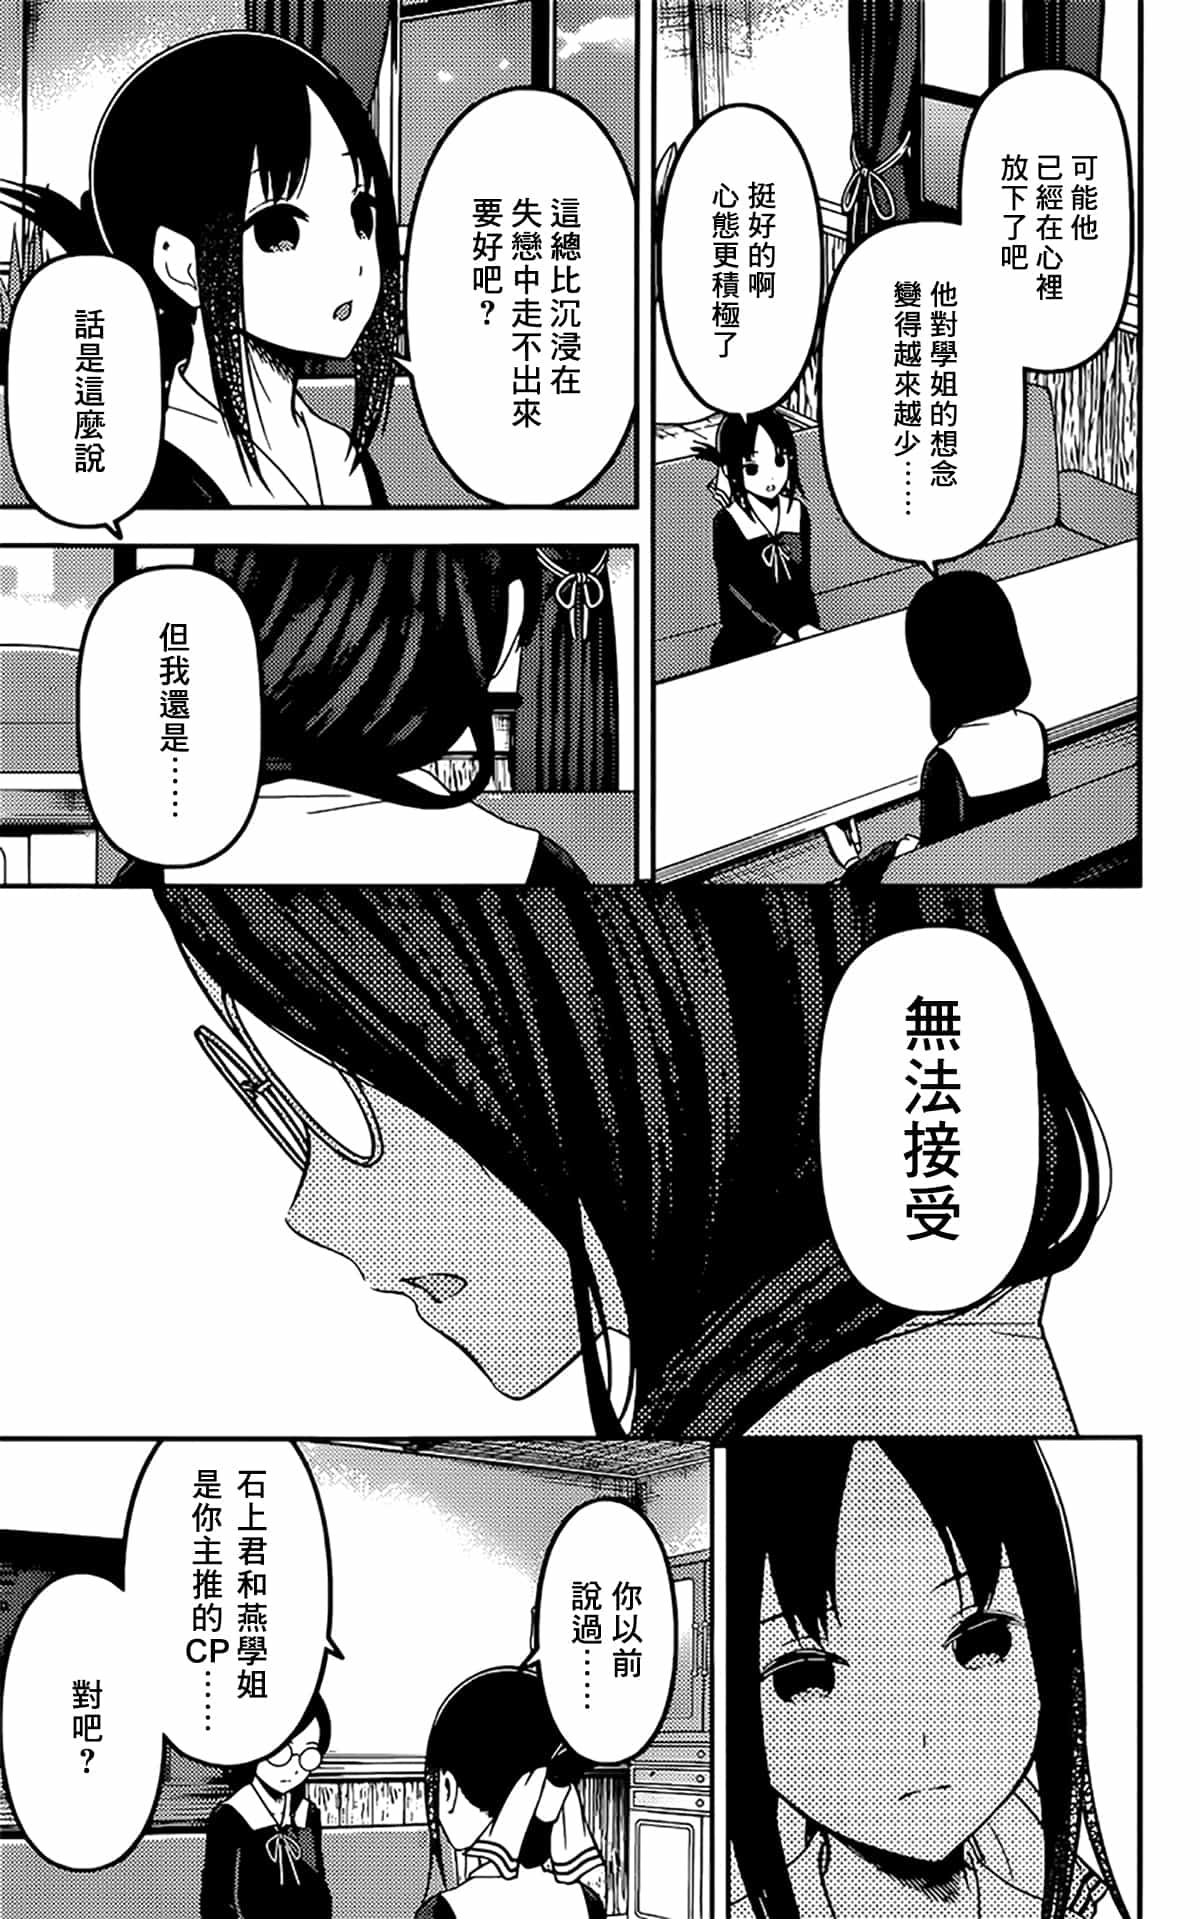 可能他
已經在心裡
放下了吧
他對學姐的想念
變得越來越少……
挺好的啊
心態更積極了
這總比沉浸在
失戀中走不出來
要好吧?
話是這麼說
但我還是……
無法接受
你以前
說過……
石上君和燕學姐
是你主推的
CP……
對吧?